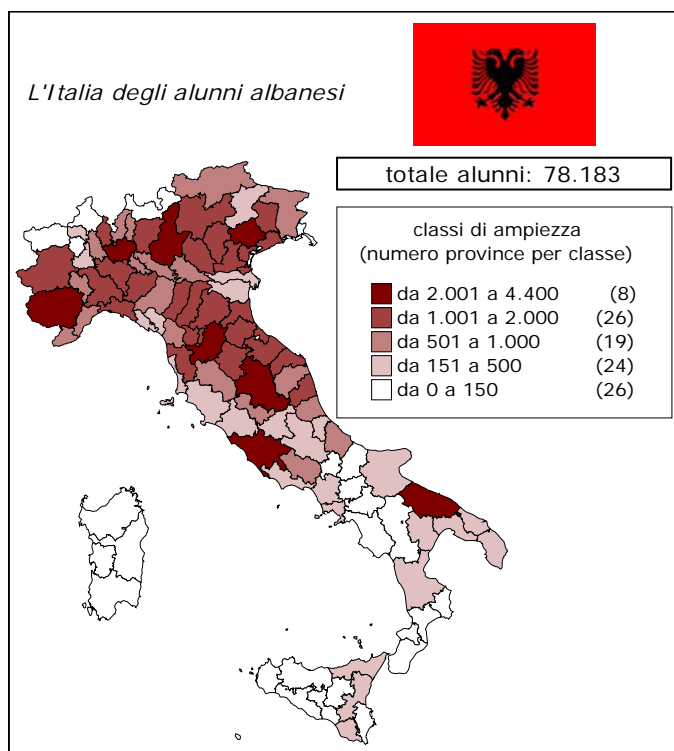 L'Italia degli alunni albanesi
totale alunni: 78.183
classi di ampiezza
(numero province per classe)
da 2.001 a 4.400 (8)
da 1.001 a 2.000 (26)
da 501 a 1.000 (19)
da 151 a 500 (24)
da 0 a 150 (26)